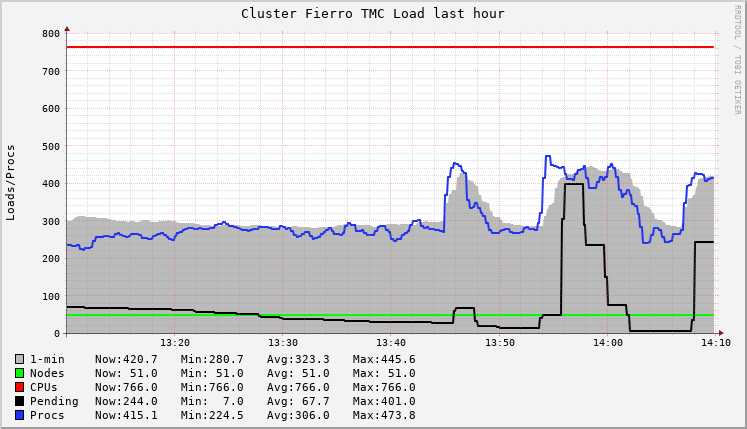 Cluster Fierro TMC Load last hour
RRDTOOL / TOBI OETIKER
Loads/Procs
800
700
600
500
400
300
200
100
0
13:20 13:30 13:40 13:50 14:00 14:10
1-min Now:420.7 Min:280.7 Avg:323.3 Max:445.6
Nodes Now: 51.0 Min: 51.0 Avg: 51.0 Max: 51.0
CPUs Now:766.0 Min:766.0 Avg:766.0 Max:766.0
Pending Now:244.0 Min: 7.0 Avg: 67.7 Max:401.0
Procs Now:415.1 Min:224.5 Avg:306.0 Max:473.8